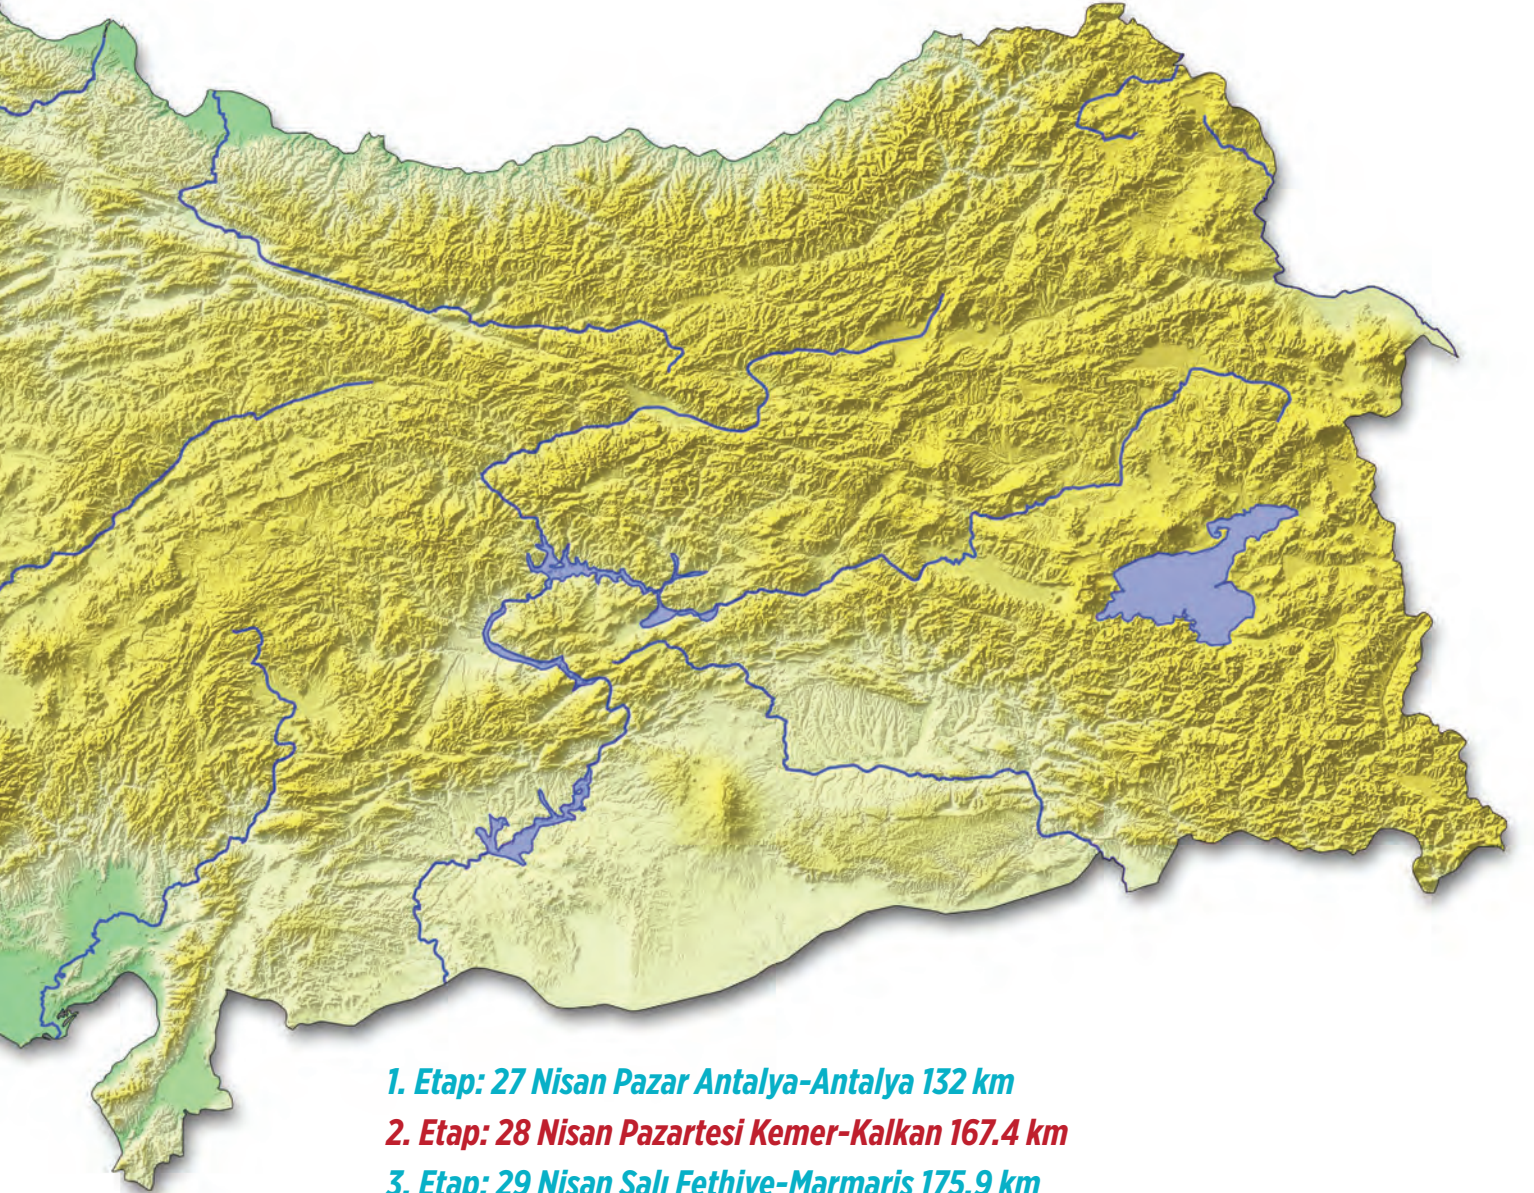 1. Etap: 27 Nisan Pazar Antalya-Antalya 132 km
2. Etap: 28 Nisan Pazartesi Kemer-Kalkan 167.4 km
3. Etap: 29 Nisan Salı Fethiye-Marmaris 175.9 km